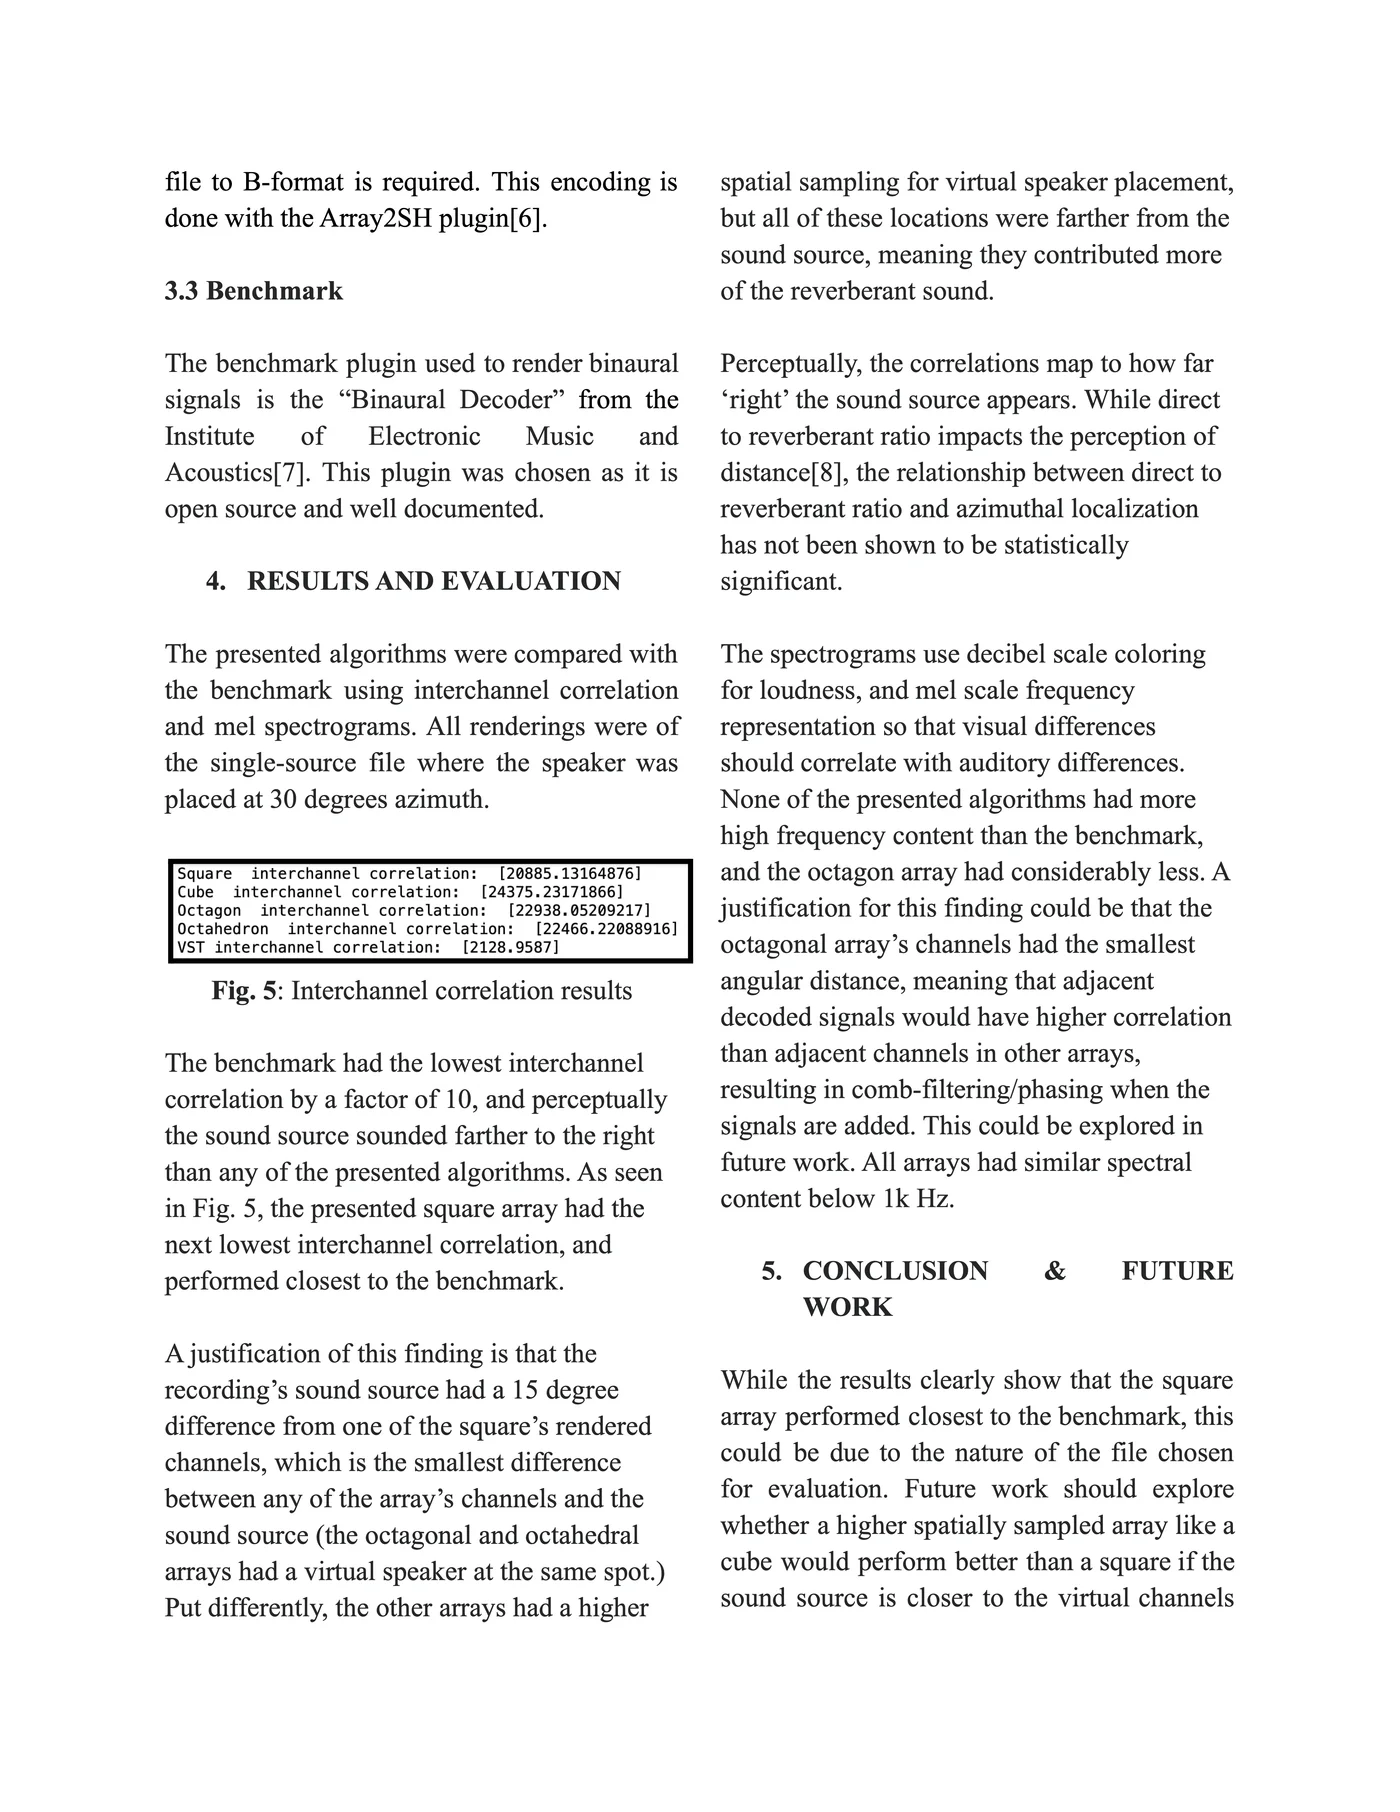 file to B-format is required. This encoding is
done with the Array2SH plugin[6].
3.3 Benchmark
The benchmark plugin used to render binaural
signals is the “Binaural Decoder” from the
Institute of Electronic Music and
Acoustics[7]. This plugin was chosen as it is
open source and well documented.
4. RESULTS AND EVALUATION
The presented algorithms were compared with
the benchmark using interchannel correlation
and mel spectrograms. All renderings were of
the single-source file where the speaker was
placed at 30 degrees azimuth.
Square interchannel correlation: [20885.13164876]
Cube interchannel correlation: [24375.23171866]
Octagon interchannel correlation: [22938.05209217]
Octahedron interchannel correlation: [22466.22088916]
VST interchannel correlation: [2128.9587]
Fig. 5: Interchannel correlation results
The benchmark had the lowest interchannel
correlation by a factor of 10, and perceptually
the sound source sounded farther to the right
than any of the presented algorithms. As seen
in Fig. 5, the presented square array had the
next lowest interchannel correlation, and
performed closest to the benchmark.
A justification of this finding is that the
recording’s sound source had a 15 degree
difference from one of the square’s rendered
channels, which is the smallest difference
between any of the array’s channels and the
sound source (the octagonal and octahedral
arrays had a virtual speaker at the same spot.)
Put differently, the other arrays had a higher
spatial sampling for virtual speaker placement,
but all of these locations were farther from the
sound source, meaning they contributed more
of the reverberant sound.
Perceptually, the correlations map to how far
‘right’ the sound source appears. While direct
to reverberant ratio impacts the perception of
distance[8], the relationship between direct to
reverberant ratio and azimuthal localization
has not been shown to be statistically
significant.
The spectrograms use decibel scale coloring
for loudness, and mel scale frequency
representation so that visual differences
should correlate with auditory differences.
None of the presented algorithms had more
high frequency content than the benchmark,
and the octagon array had considerably less. A
justification for this finding could be that the
octagonal array’s channels had the smallest
angular distance, meaning that adjacent
decoded signals would have higher correlation
than adjacent channels in other arrays,
resulting in comb-filtering/phasing when the
signals are added. This could be explored in
future work. All arrays had similar spectral
content below 1k Hz.
5. CONCLUSION & FUTURE
WORK
While the results clearly show that the square
array performed closest to the benchmark, this
could be due to the nature of the file chosen
for evaluation. Future work should explore
whether a higher spatially sampled array like a
cube would perform better than a square if the
sound source is closer to the virtual channels